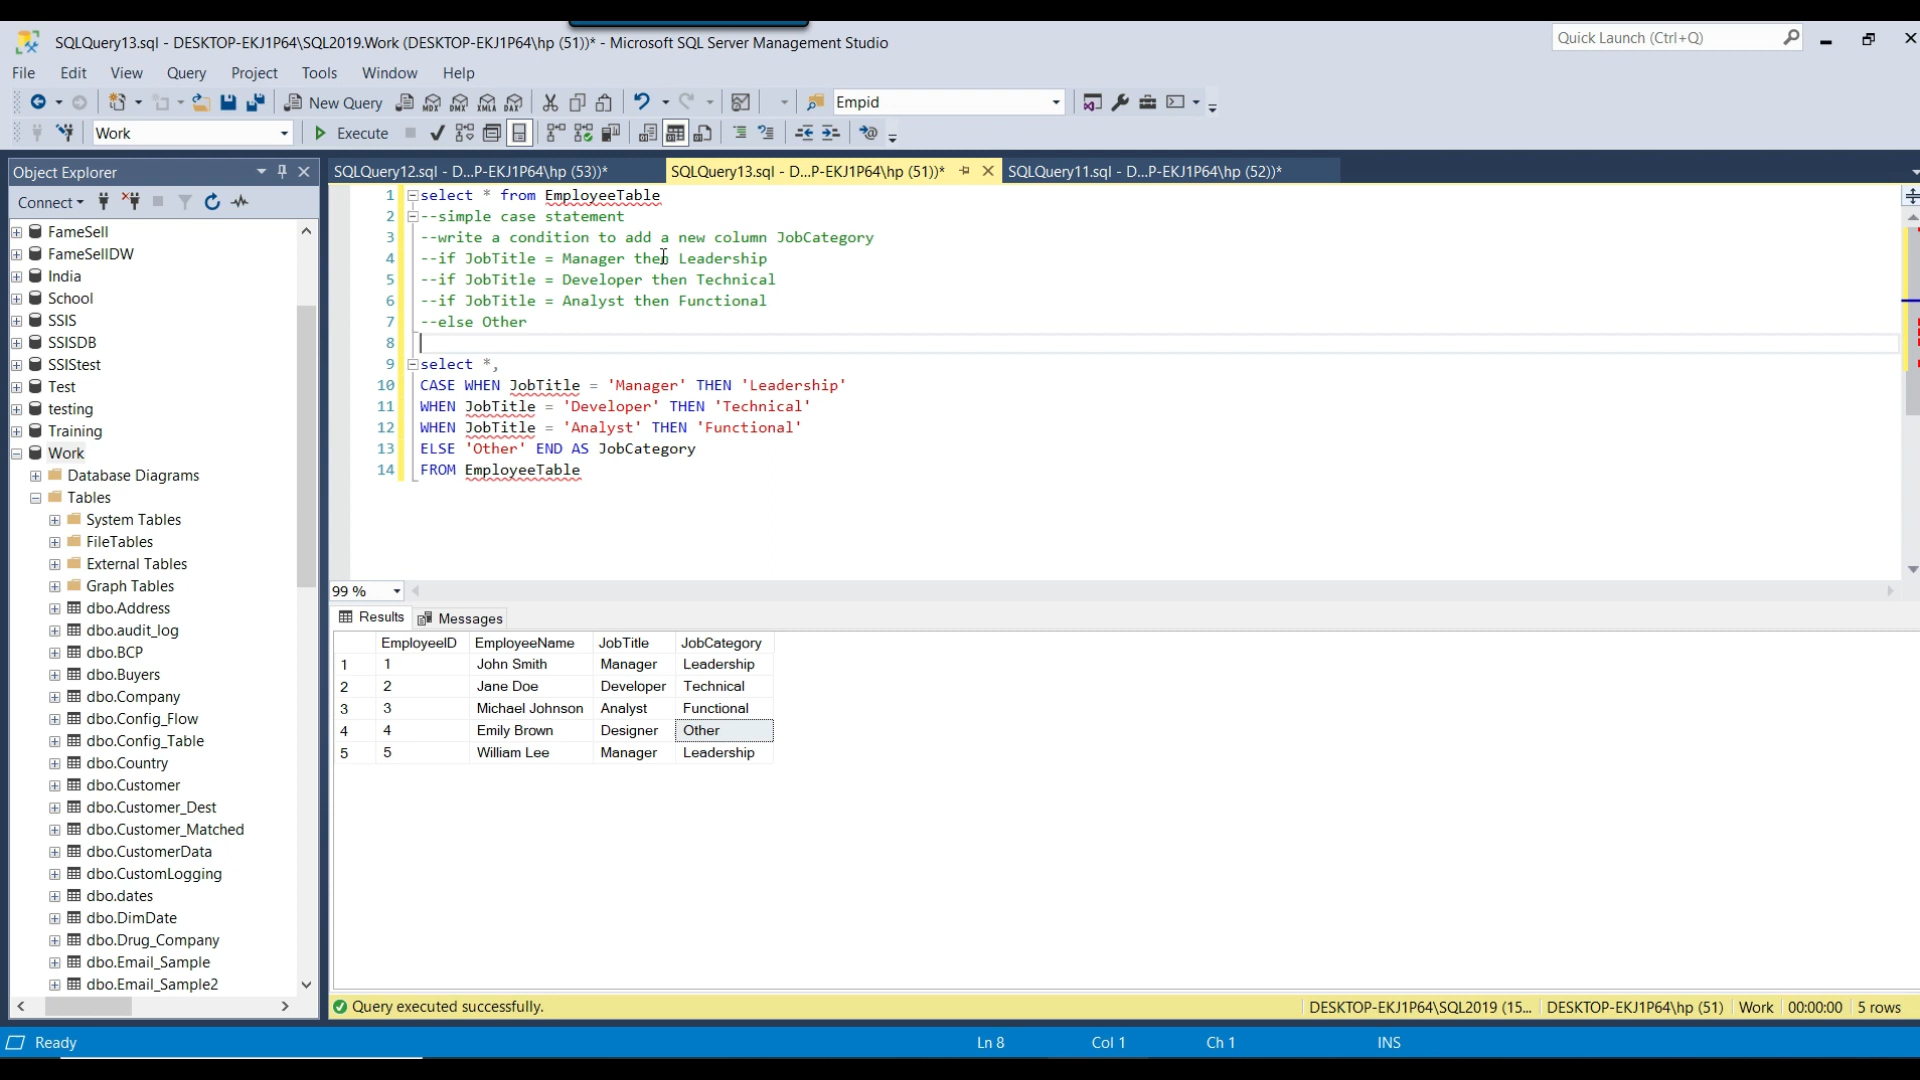 SQLQuery13.sql - DESKTOP-EKJ1P64\SQL2019.Work (DESKTOP-EKJ1P64\hp (51))* - Microsoft SQL Server Management Studio
Quick Launch (Ctrl+Q)
File Edit View Query Project Tools Window Help
New Query MDX DMX XMLA DAX Empid
Work Execute
Object Explorer
SQLQuery12.sql - D...P-EKJ1P64\hp (53))* SQLQuery13.sql - D...P-EKJ1P64\hp (51))* SQLQuery11.sql - D...P-EKJ1P64\hp (52))*
Connect
FameSell
FameSellDW
India
School
SSIS
SSISDB
SSIStest
Test
testing
Training
Work
Database Diagrams
Tables
System Tables
FileTables
External Tables
Graph Tables
dbo.Address
dbo.audit_log
dbo.BCP
dbo.Buyers
dbo.Company
dbo.Config_Flow
dbo.Config_Table
dbo.Country
dbo.Customer
dbo.Customer_Dest
dbo.Customer_Matched
dbo.CustomerData
dbo.CustomLogging
dbo.dates
dbo.DimDate
dbo.Drug_Company
dbo.Email_Sample
dbo.Email_Sample2
1 select * from EmployeeTable
2 --simple case statement
3 --write a condition to add a new column JobCategory
4 --if JobTitle = Manager then Leadership
5 --if JobTitle = Developer then Technical
6 --if JobTitle = Analyst then Functional
7 --else Other
8
9 select *,
10 CASE WHEN JobTitle = 'Manager' THEN 'Leadership'
11 WHEN JobTitle = 'Developer' THEN 'Technical'
12 WHEN JobTitle = 'Analyst' THEN 'Functional'
13 ELSE 'Other' END AS JobCategory
14 FROM EmployeeTable
99 %
Results Messages
EmployeeID EmployeeName JobTitle JobCategory
1 1 John Smith Manager Leadership
2 2 Jane Doe Developer Technical
3 3 Michael Johnson Analyst Functional
4 4 Emily Brown Designer Other
5 5 William Lee Manager Leadership
Query executed successfully. DESKTOP-EKJ1P64\SQL2019 (15... DESKTOP-EKJ1P64\hp (51) Work 00:00:00 5 rows
Ready Ln 8 Col 1 Ch 1 INS